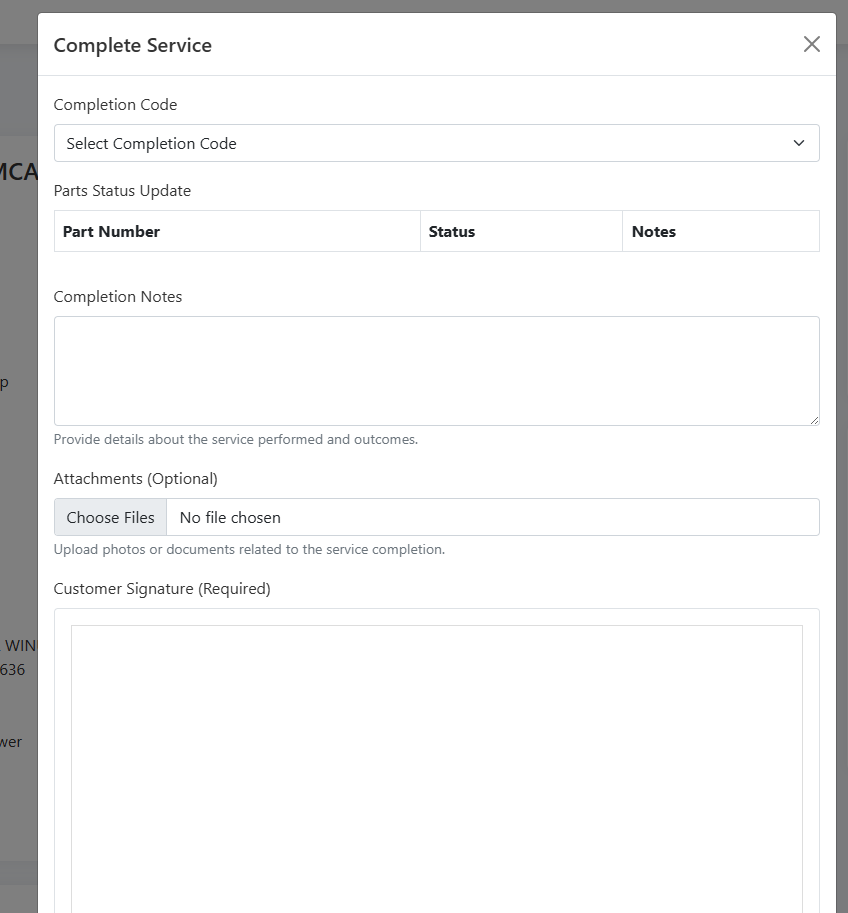 Complete Service
Completion Code
Select Completion Code
Parts Status Update
Part Number Status Notes
Completion Notes
Provide details about the service performed and outcomes.
Attachments (Optional)
Choose Files No file chosen
Upload photos or documents related to the service completion.
Customer Signature (Required)
MCA
p
WIN
636
wer